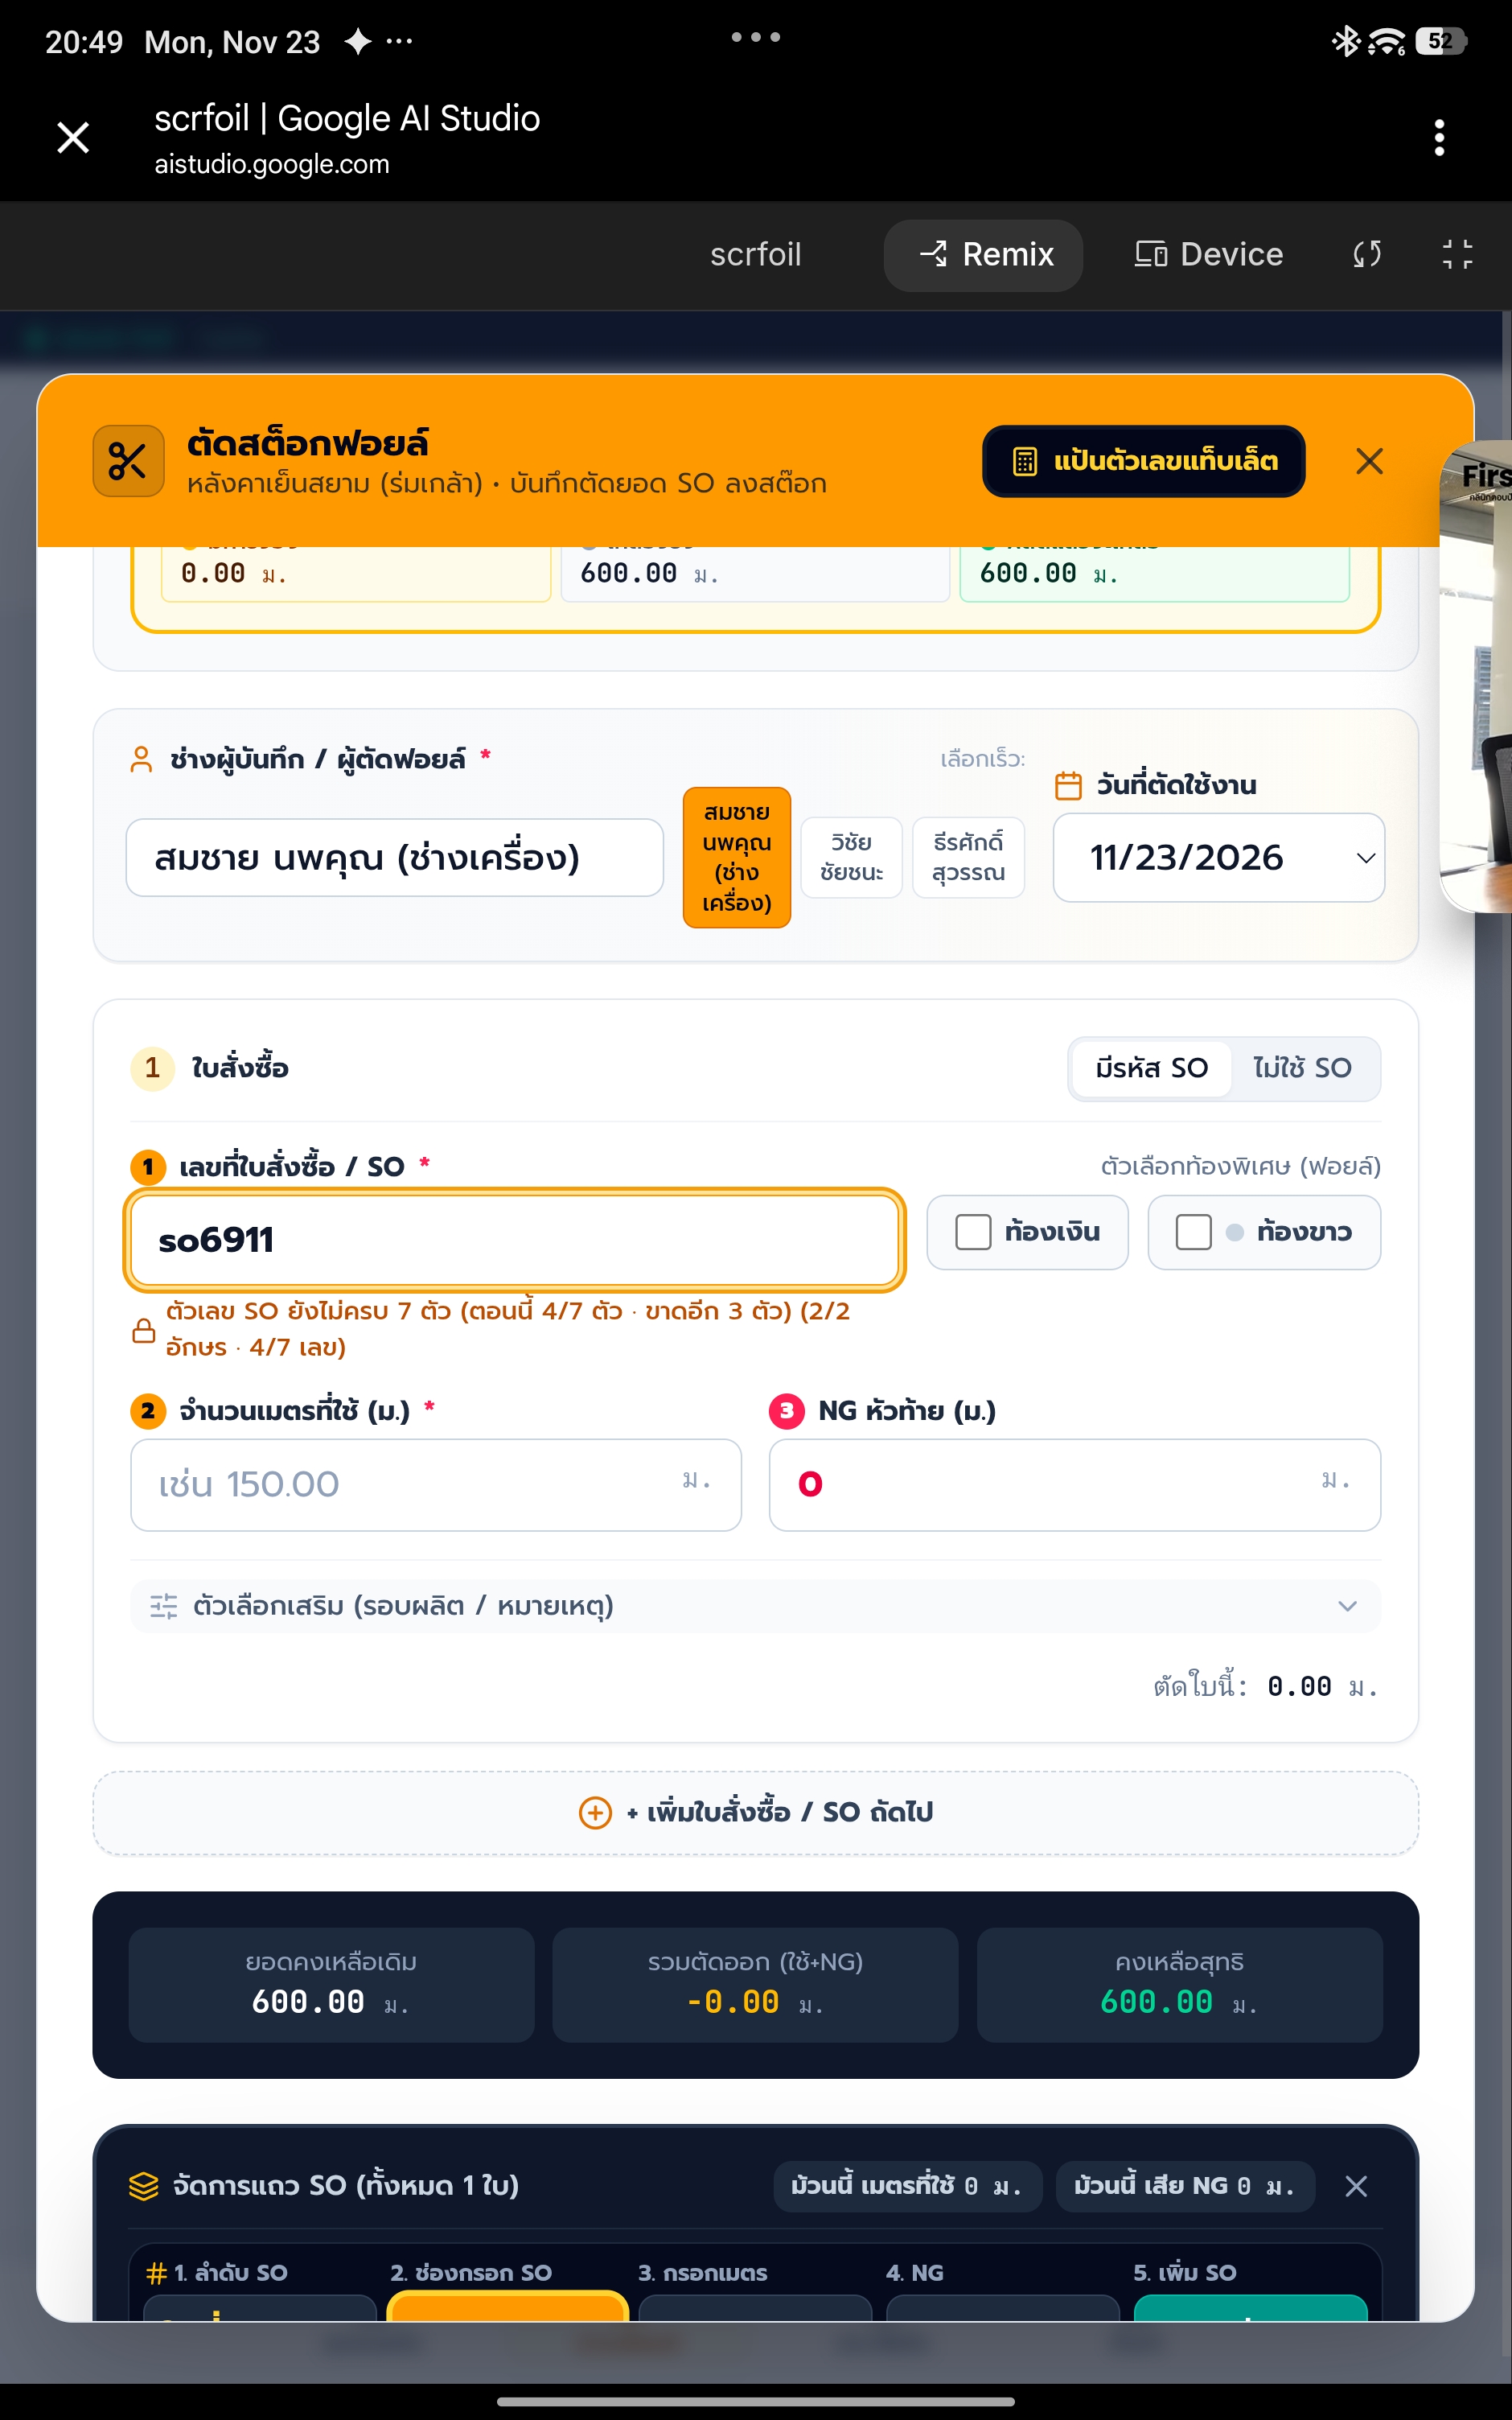 20:49 Mon, Nov 23
52
scrfoil | Google AI Studio
aistudio.google.com
scrfoil
Remix
Device
ตัดสต็อกฟอยล์
หลังคาเย็นสยาม (ร่มเกล้า) • บันทึกตัดยอด SO ลงสต๊อก
แป้นตัวเลขแท็บเล็ต
Firs
0.00 ม.
600.00 ม.
600.00 ม.
ช่างผู้บันทึก / ผู้ตัดฟอยล์ *
เลือกเร็ว:
วันที่ตัดใช้งาน
สมชาย นพคุณ (ช่างเครื่อง)
สมชาย
นพคุณ
(ช่าง
เครื่อง)
วิชัย
ชัยชนะ
ธีรศักดิ์
สุวรรณ
11/23/2026
1 ใบสั่งซื้อ
มีรหัส SO
ไม่ใช้ SO
1 เลขที่ใบสั่งซื้อ / SO *
ตัวเลือกท้องพิเศษ (ฟอยล์)
so6911
ท้องเงิน
ท้องขาว
ตัวเลข SO ยังไม่ครบ 7 ตัว (ตอนนี้ 4/7 ตัว · ขาดอีก 3 ตัว) (2/2
อักษร · 4/7 เลข)
2 จำนวนเมตรที่ใช้ (ม.) *
3 NG หัวท้าย (ม.)
เช่น 150.00 ม.
0 ม.
ตัวเลือกเสริม (รอบผลิต / หมายเหตุ)
ตัดใบนี้: 0.00 ม.
+ เพิ่มใบสั่งซื้อ / SO ถัดไป
ยอดคงเหลือเดิม
600.00 ม.
รวมตัดออก (ใช้+NG)
-0.00 ม.
คงเหลือสุทธิ
600.00 ม.
จัดการแถว SO (ทั้งหมด 1 ใบ)
ม้วนนี้ เมตรที่ใช้ 0 ม.
ม้วนนี้ เสีย NG 0 ม.
# 1. ลำดับ SO
2. ช่องกรอก SO
3. กรอกเมตร
4. NG
5. เพิ่ม SO